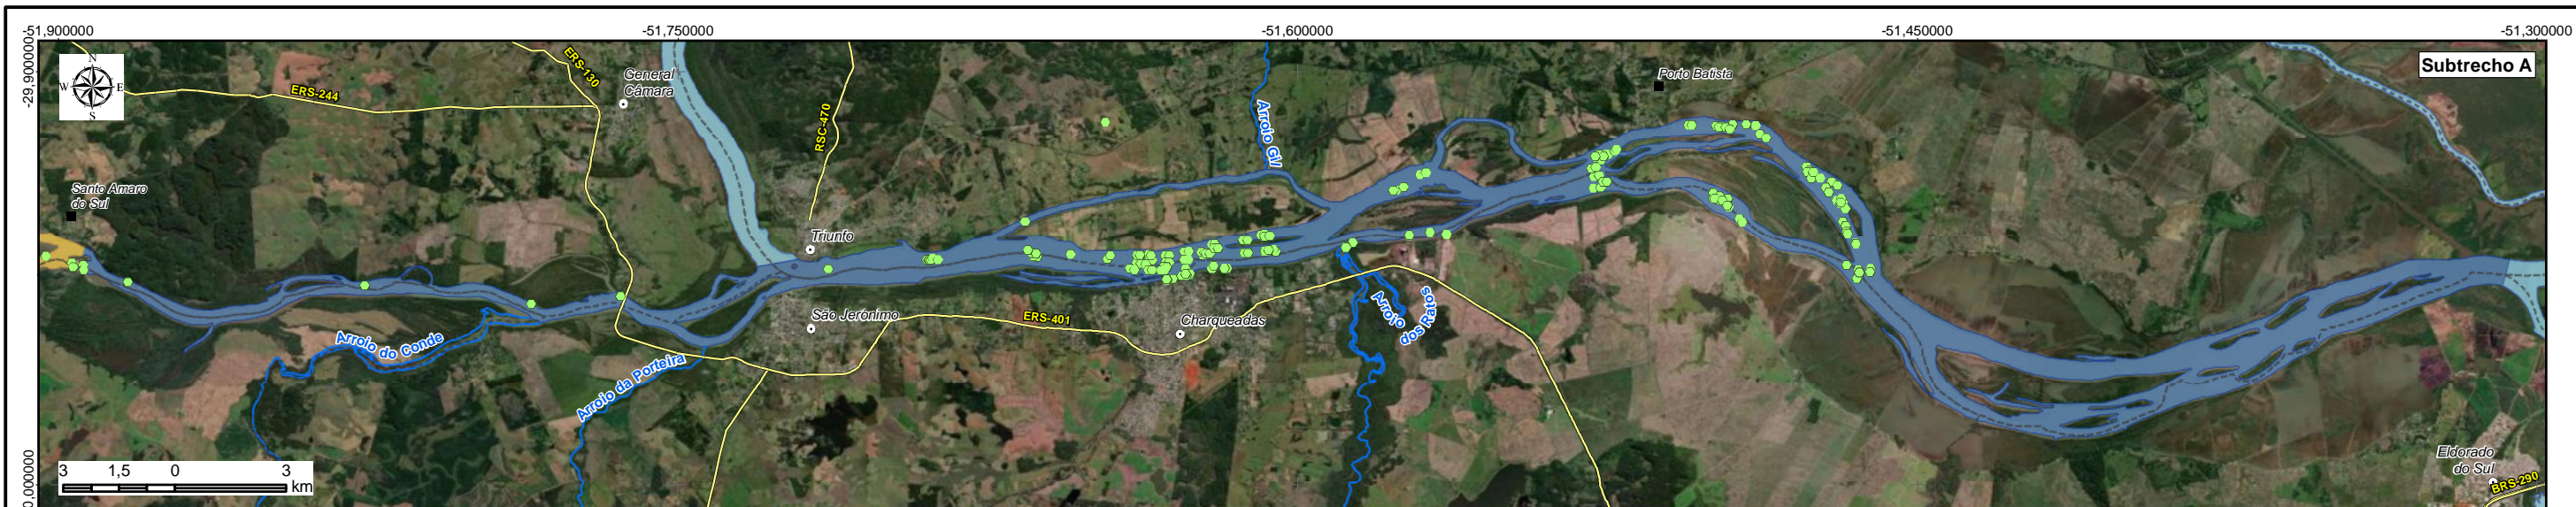 -51,900000
-51,750000
-51,600000
-51,450000
-51,300000
-29,900000
Subtrecho A
N
W
E
S
ERS-244
ERS-130
General
Câmara
RSC-470
Porto Batista
Arroio GVI
Santo Amaro
do Sul
Triunfo
São Jerônimo
ERS-401
Charqueadas
Arroio
dos Ratos
Arroio do Conde
Arroio da Porteira
Eldorado
do Sul
BRS-290
3 1,5 0 3
km
0,000000